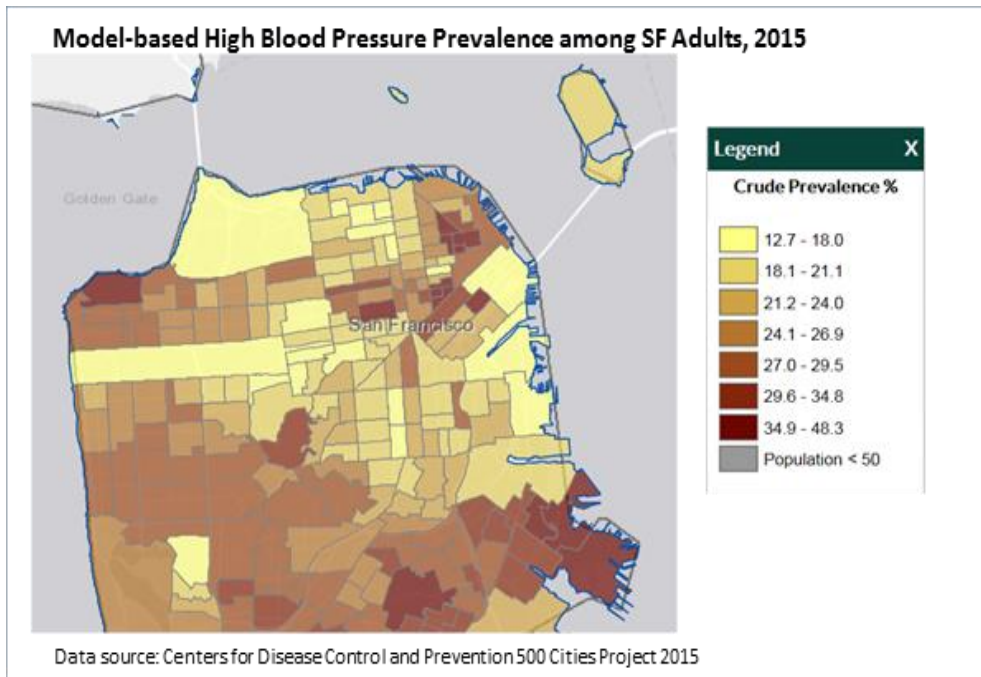 Model-based High Blood Pressure Prevalence among SF Adults, 2015
Golden Gate
San Francisco
Legend X
Crude Prevalence %
12.7 - 18.0
18.1 - 21.1
21.2 - 24.0
24.1 - 26.9
27.0 - 29.5
29.6 - 34.8
34.9 - 48.3
Population < 50
Data source: Centers for Disease Control and Prevention 500 Cities Project 2015